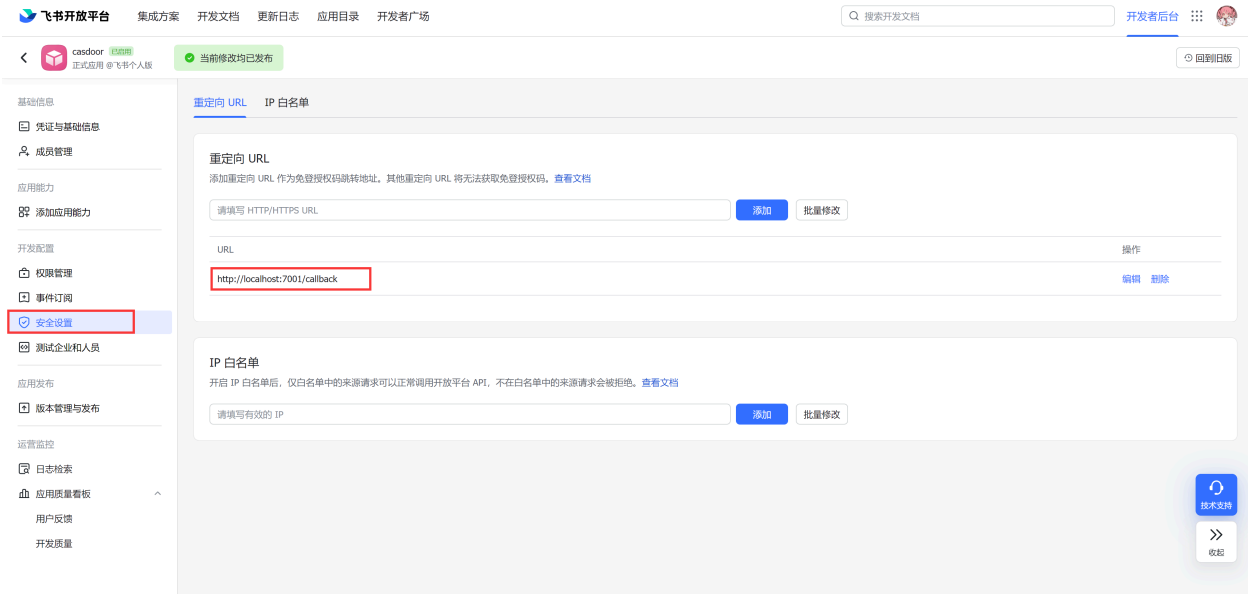 飞书开放平台 集成方案 开发文档 更新日志 应用目录 开发者广场 搜索开发文档 开发者后台
casdoor 已启用
正式应用 @飞书个人版
当前修改均已发布
回到旧版
基础信息
凭证与基础信息
成员管理
应用能力
添加应用能力
开发配置
权限管理
事件订阅
安全设置
测试企业和人员
应用发布
版本管理与发布
运营监控
日志检索
应用质量看板
用户反馈
开发质量
重定向 URL IP 白名单
重定向 URL
添加重定向 URL 作为免登授权码跳转地址。其他重定向 URL 将无法获取免登授权码。查看文档
请填写 HTTP/HTTPS URL 添加 批量修改
URL 操作
http://localhost:7001/callback 编辑 删除
IP 白名单
开启 IP 白名单后，仅白名单中的来源请求可以正常调用开放平台 API，不在白名单中的来源请求会被拒绝。查看文档
请填写有效的 IP 添加 批量修改
技术支持
收起